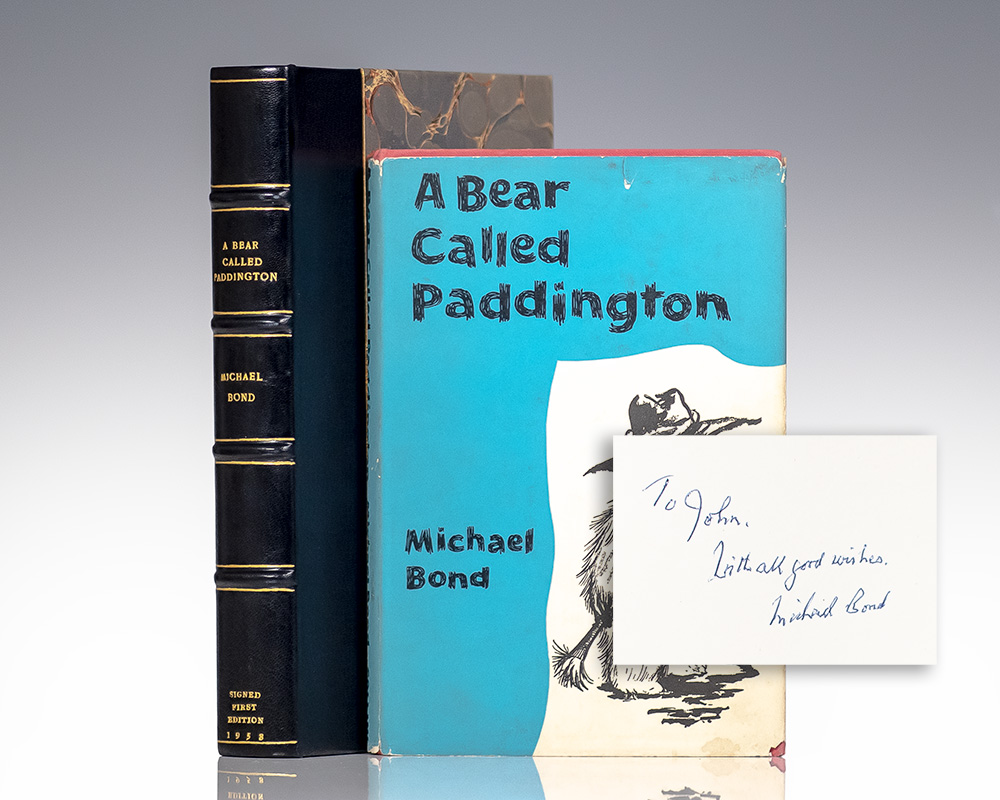 A BEAR
CALLED
PADDINGTON
MICHAEL
BOND
SIGNED
FIRST
EDITION
1958
A Bear
Called
Paddington
Michael
Bond
To John.
With all good wishes.
Michael Bond